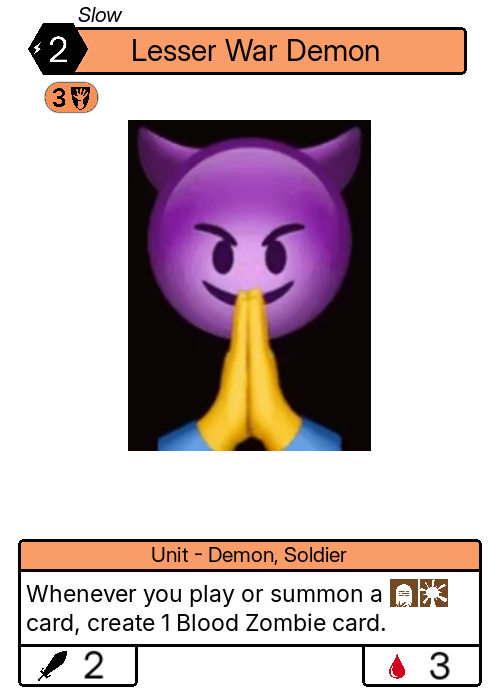 Slow
2 Lesser War Demon
3
Unit - Demon, Soldier
Whenever you play or summon a
card, create 1 Blood Zombie card.
2 3